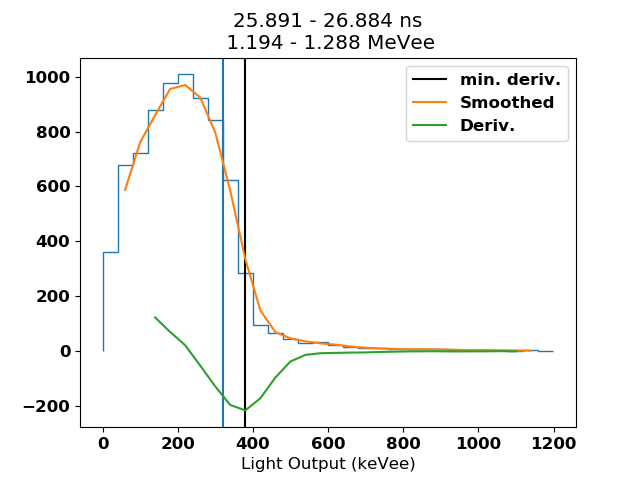 25.891 - 26.884 ns
1.194 - 1.288 MeVee
min. deriv.
Smoothed
Deriv.
1000
800
600
400
200
0
−200
0 200 400 600 800 1000 1200
Light Output (keVee)